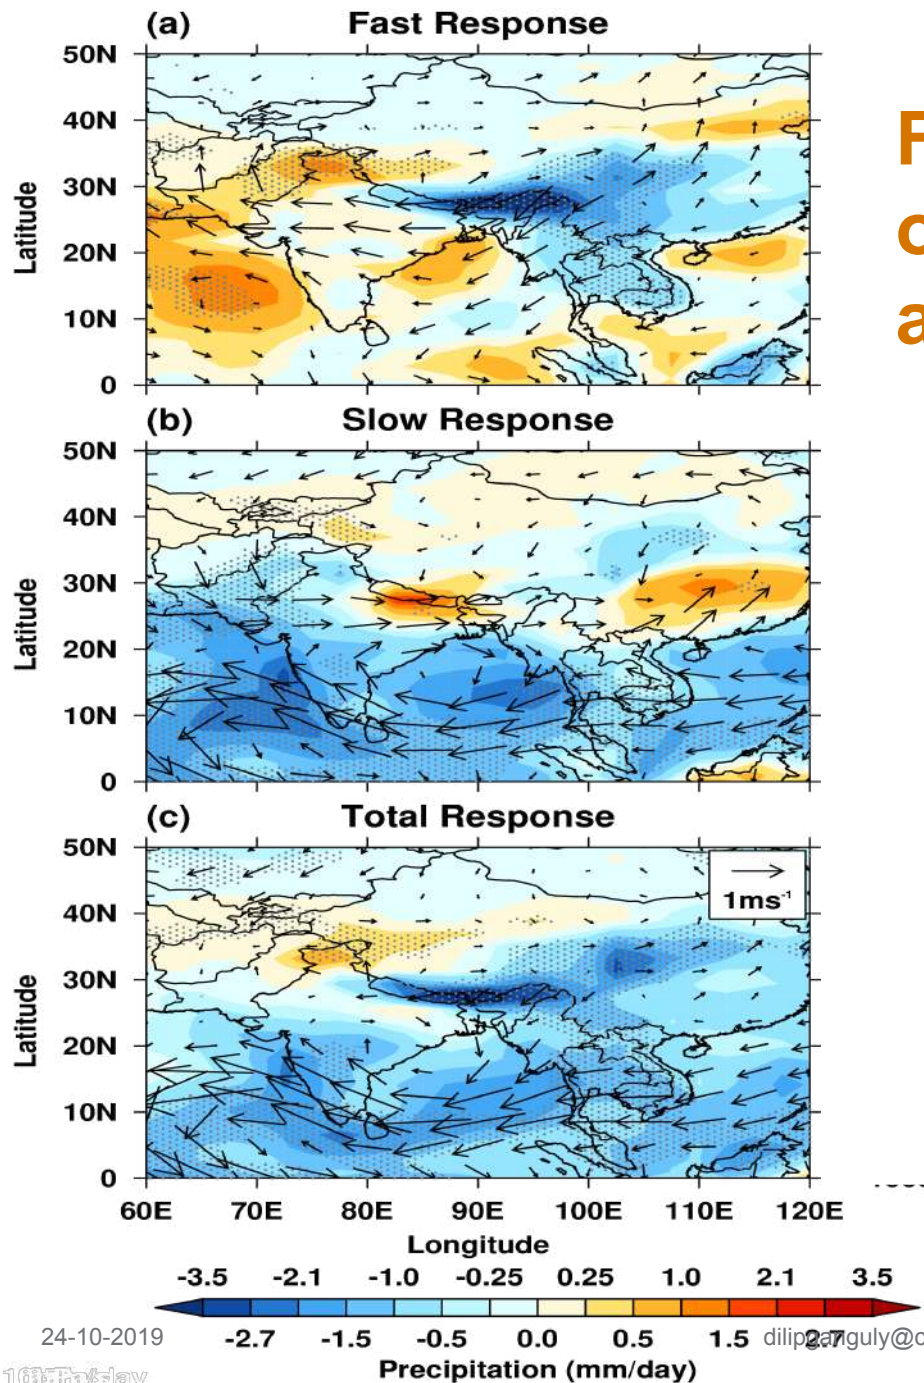 (a) Fast Response
50N
40N
30N
20N
10N
0
Latitude
(b) Slow Response
50N
40N
30N
20N
10N
0
Latitude
(c) Total Response
1ms-1
50N
40N
30N
20N
10N
0
Latitude
60E 70E 80E 90E 100E 110E 120E
Longitude
-3.5 -2.1 -1.0 -0.25 0.25 1.0 2.1 3.5
-2.7 -1.5 -0.5 0.0 0.5 1.5 2.7
Precipitation (mm/day)
24-10-2019
F
a